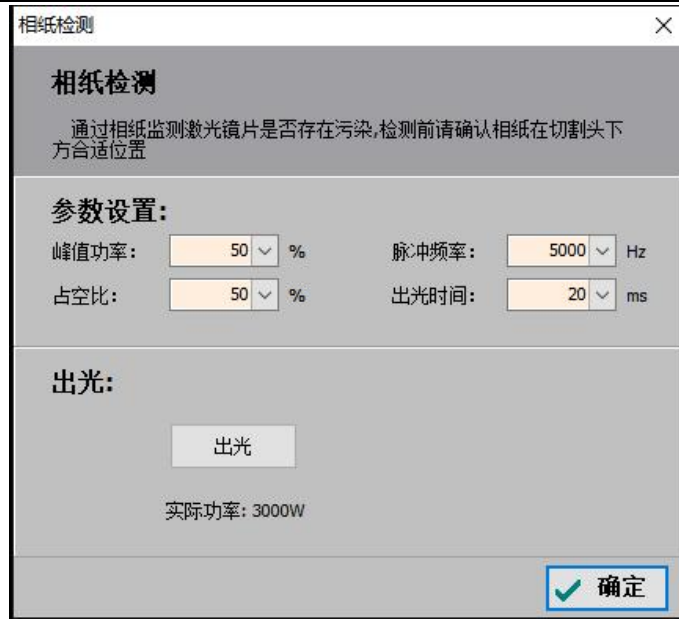 相纸检测
相纸检测
通过相纸监测激光镜片是否存在污染,检测前请确认相纸在切割头下
方合适位置
参数设置:
峰值功率: 50 % 脉冲频率: 5000 Hz
占空比: 50 % 出光时间: 20 ms
出光:
出光
实际功率: 3000W
确定